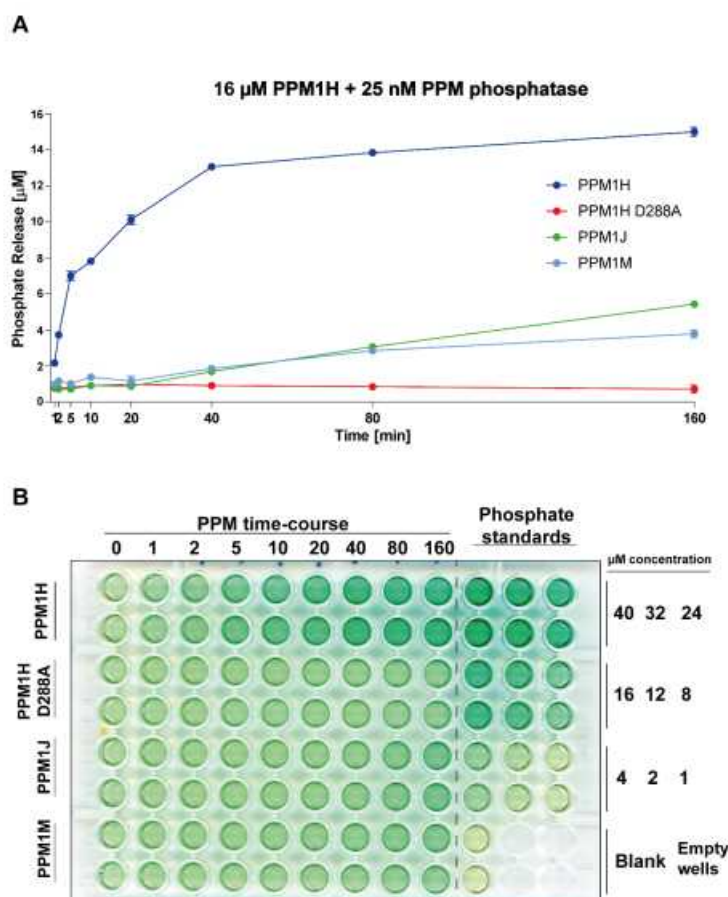 A
16 µM PPM1H + 25 nM PPM phosphatase
16
14
12
10
8
6
4
2
0
Phosphate Release [µM]
PPM1H
PPM1H D288A
PPM1J
PPM1M
1 2 5 10 20 40 80 160
Time [min]
B
PPM time-course
Phosphate standards
0 1 2 5 10 20 40 80 160
µM concentration
PPM1H
40 32 24
PPM1H D288A
16 12 8
PPM1J
4 2 1
PPM1M
Blank Empty wells